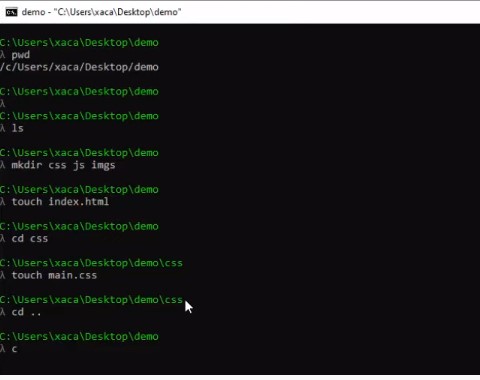 demo - "C:\Users\xaca\Desktop\demo"
C:\Users\xaca\Desktop\demo
λ pwd
/c/Users/xaca/Desktop/demo
C:\Users\xaca\Desktop\demo
λ
C:\Users\xaca\Desktop\demo
λ ls
C:\Users\xaca\Desktop\demo
λ mkdir css js imgs
C:\Users\xaca\Desktop\demo
λ touch index.html
C:\Users\xaca\Desktop\demo
λ cd css
C:\Users\xaca\Desktop\demo\css
λ touch main.css
C:\Users\xaca\Desktop\demo\css
λ cd ..
C:\Users\xaca\Desktop\demo
λ c